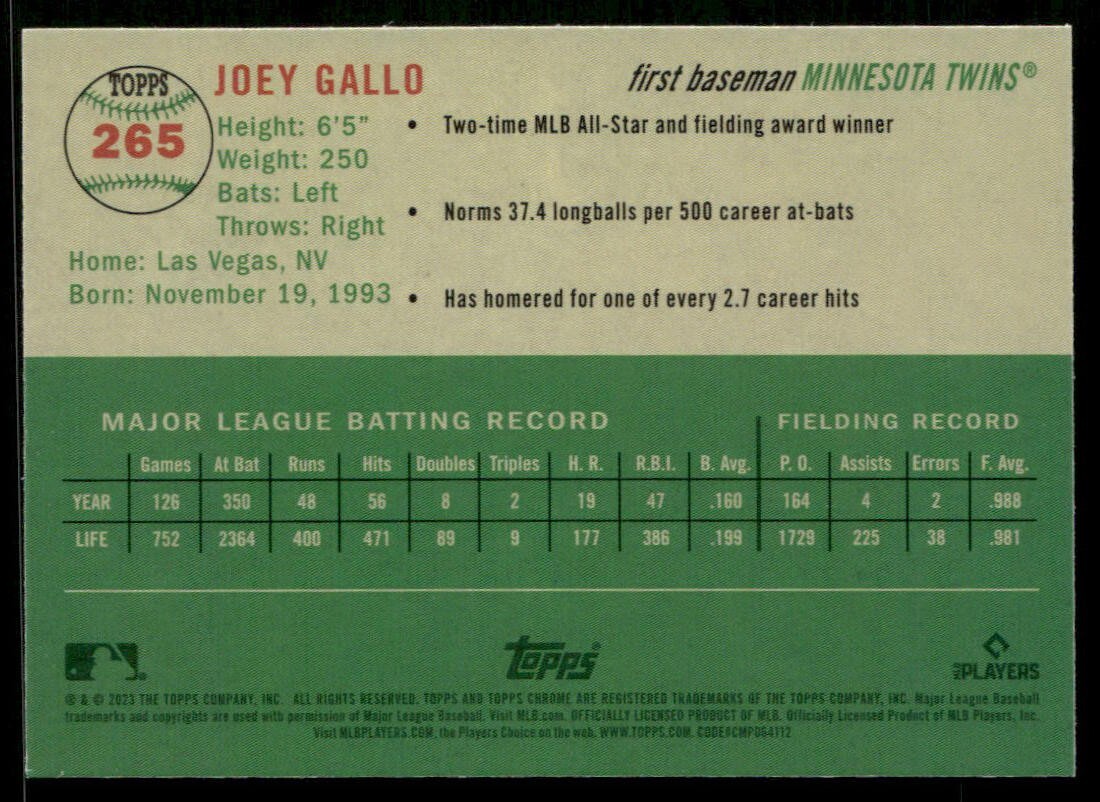 TOPPS
265
JOEY GALLO
first baseman MINNESOTA TWINS®
Height: 6'5"
Weight: 250
Bats: Left
Throws: Right
Home: Las Vegas, NV
Born: November 19, 1993
• Two-time MLB All-Star and fielding award winner
• Norms 37.4 longballs per 500 career at-bats
• Has homered for one of every 2.7 career hits
MAJOR LEAGUE BATTING RECORD FIELDING RECORD
Games At Bat Runs Hits Doubles Triples H. R. R.B.I. B. Avg. P. O. Assists Errors F. Avg.
YEAR 126 350 48 56 8 2 19 47 .160 164 4 2 .988
LIFE 752 2364 400 471 89 9 177 386 .199 1729 225 38 .981
topps®
PLAYERS
® & © 2023 THE TOPPS COMPANY, INC. ALL RIGHTS RESERVED. TOPPS AND TOPPS CHROME ARE REGISTERED TRADEMARKS OF THE TOPPS COMPANY, INC. Major League Baseball
trademarks and copyrights are used with permission of Major League Baseball. Visit MLB.com. OFFICIALLY LICENSED PRODUCT OF MLB. Officially Licensed Product of MLB Players, Inc.
Visit MLBPLAYERS.COM, the Players Choice on the web. WWW.TOPPS.COM. CODE#CMP064112